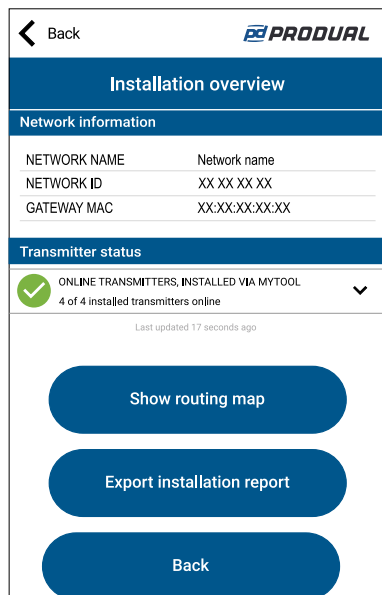 Back
pd PRODUAL
Installation overview
Network information
NETWORK NAME Network name
NETWORK ID XX XX XX XX
GATEWAY MAC XX:XX:XX:XX:XX
Transmitter status
ONLINE TRANSMITTERS, INSTALLED VIA MYTOOL
4 of 4 installed transmitters online
Last updated 17 seconds ago
Show routing map
Export installation report
Back